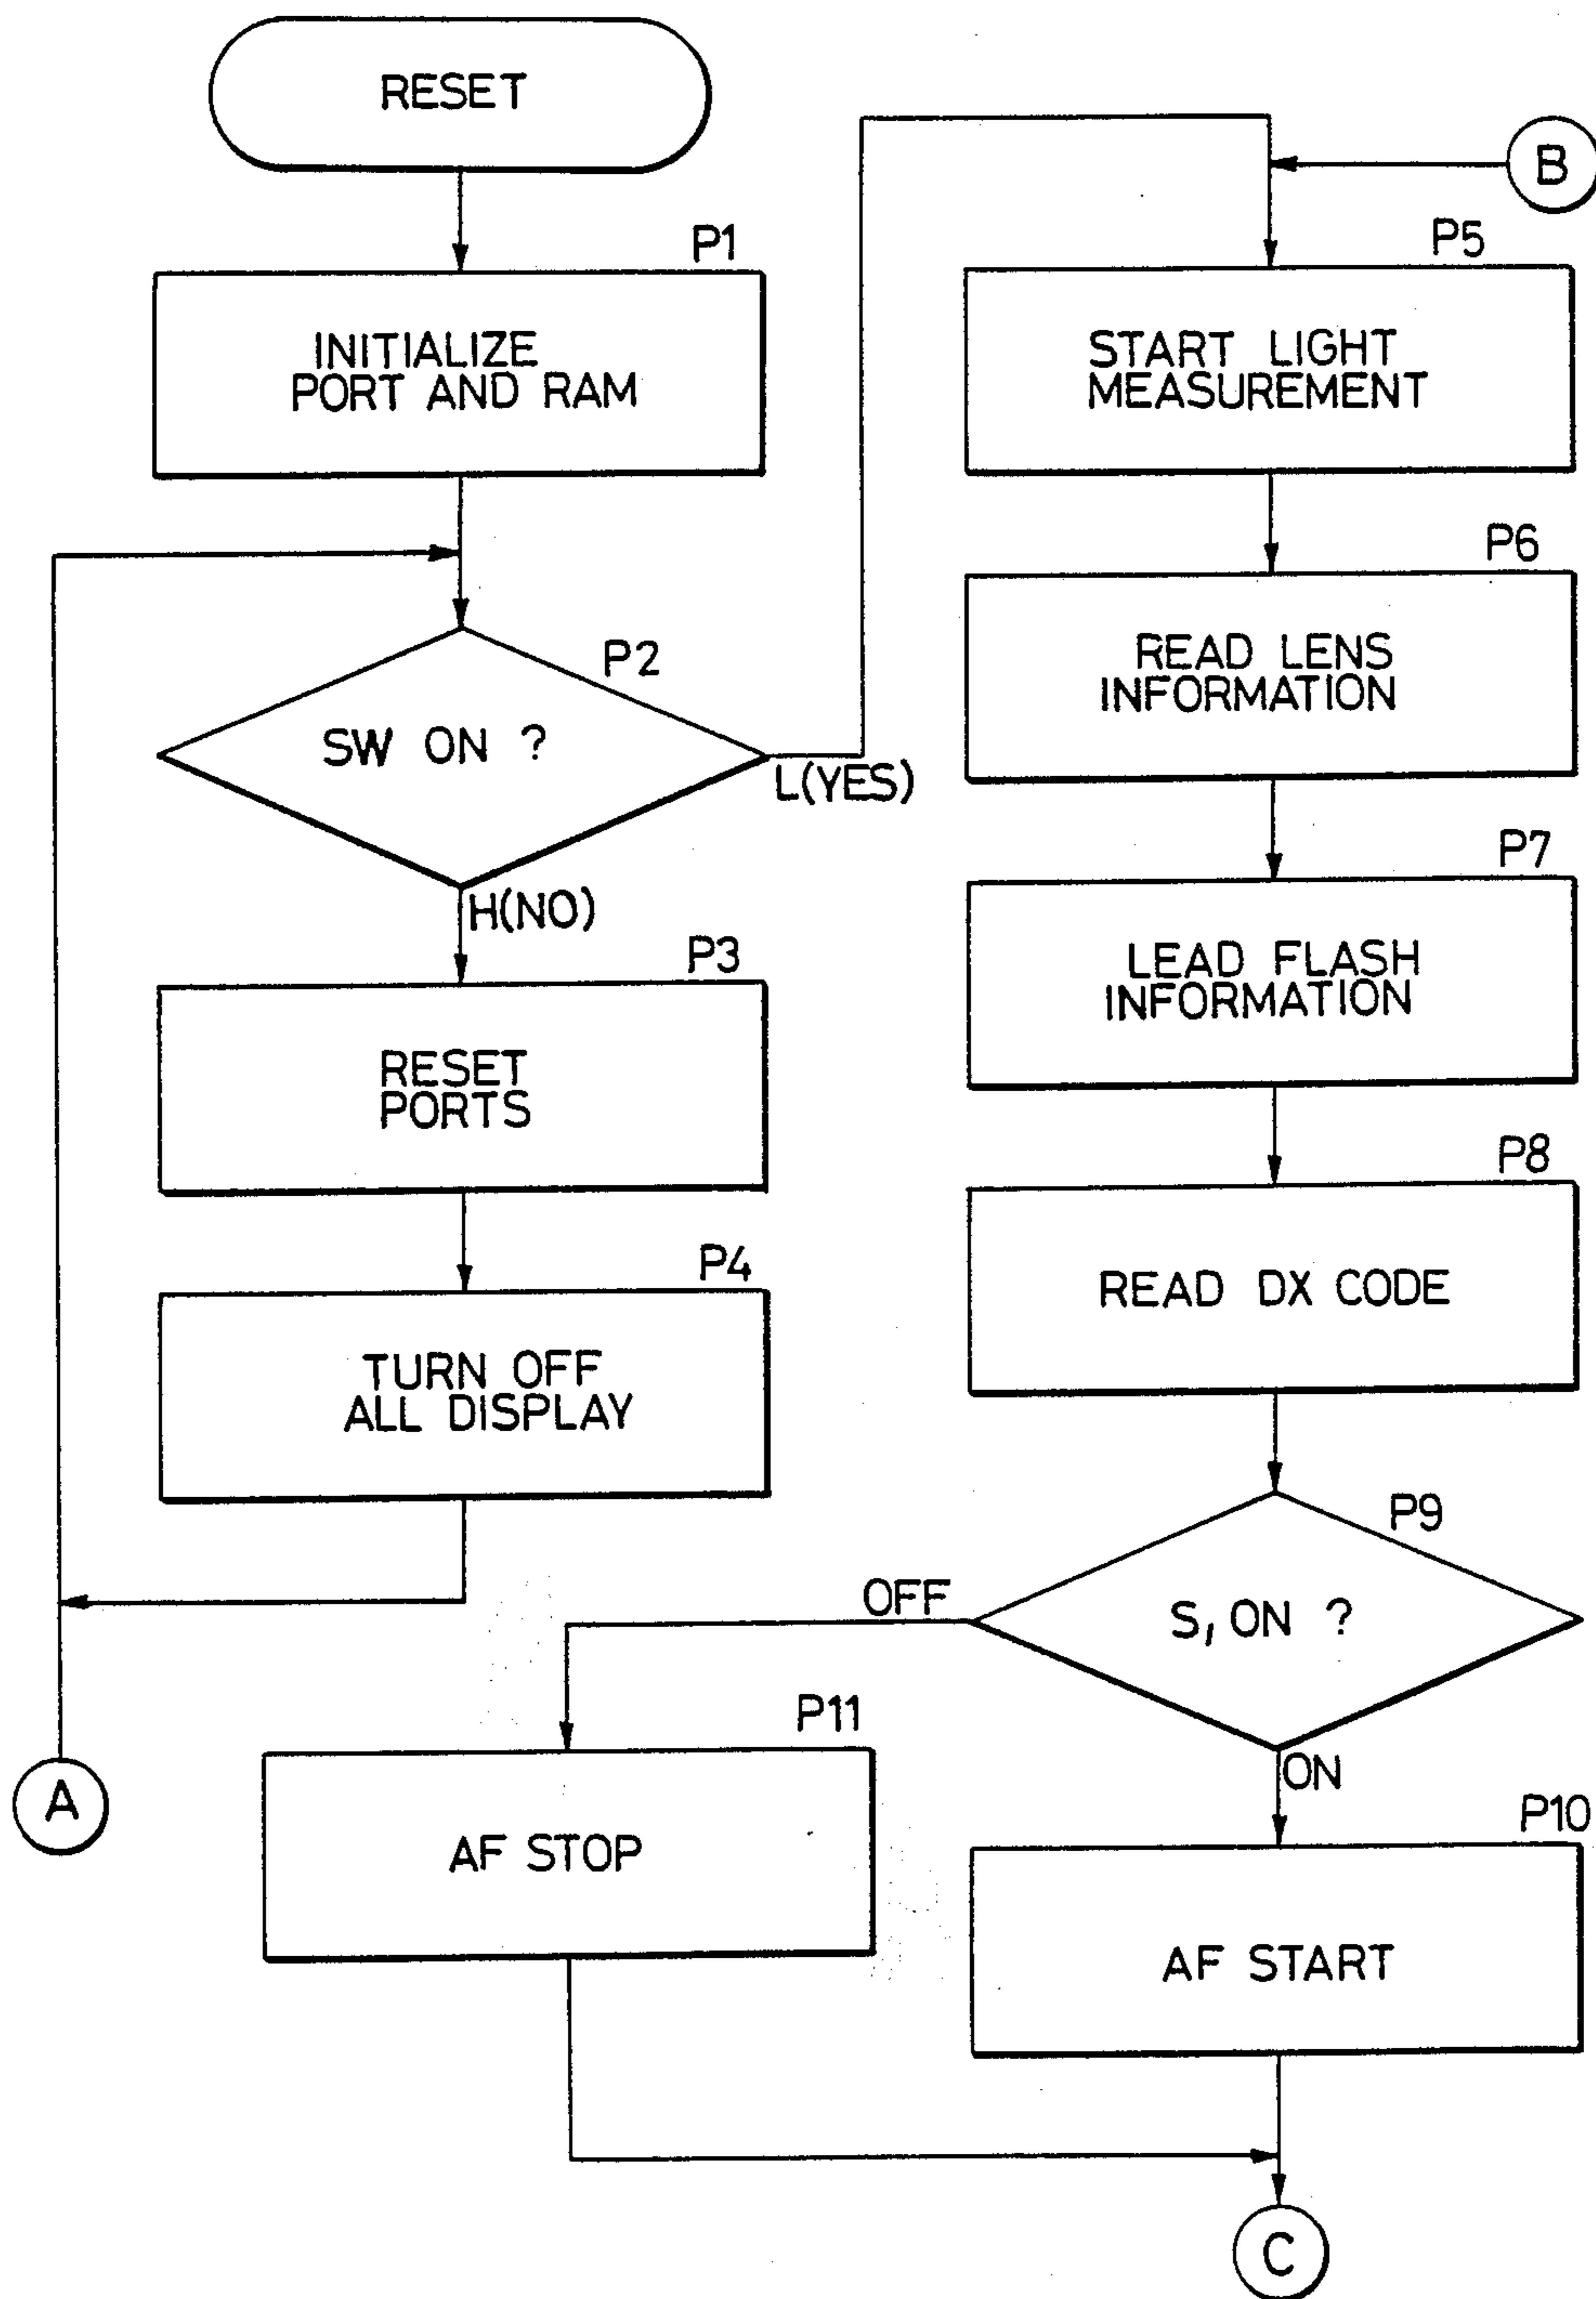 RESET
P1
INITIALIZE
PORT AND RAM
P2
SW ON ?
L(YES)
H(NO)
P3
RESET
PORTS
P4
TURN OFF
ALL DISPLAY
A
B
P5
START LIGHT
MEASUREMENT
P6
READ LENS
INFORMATION
P7
LEAD FLASH
INFORMATION
P8
READ DX CODE
P9
S, ON ?
OFF
ON
P11
AF STOP
P10
AF START
C